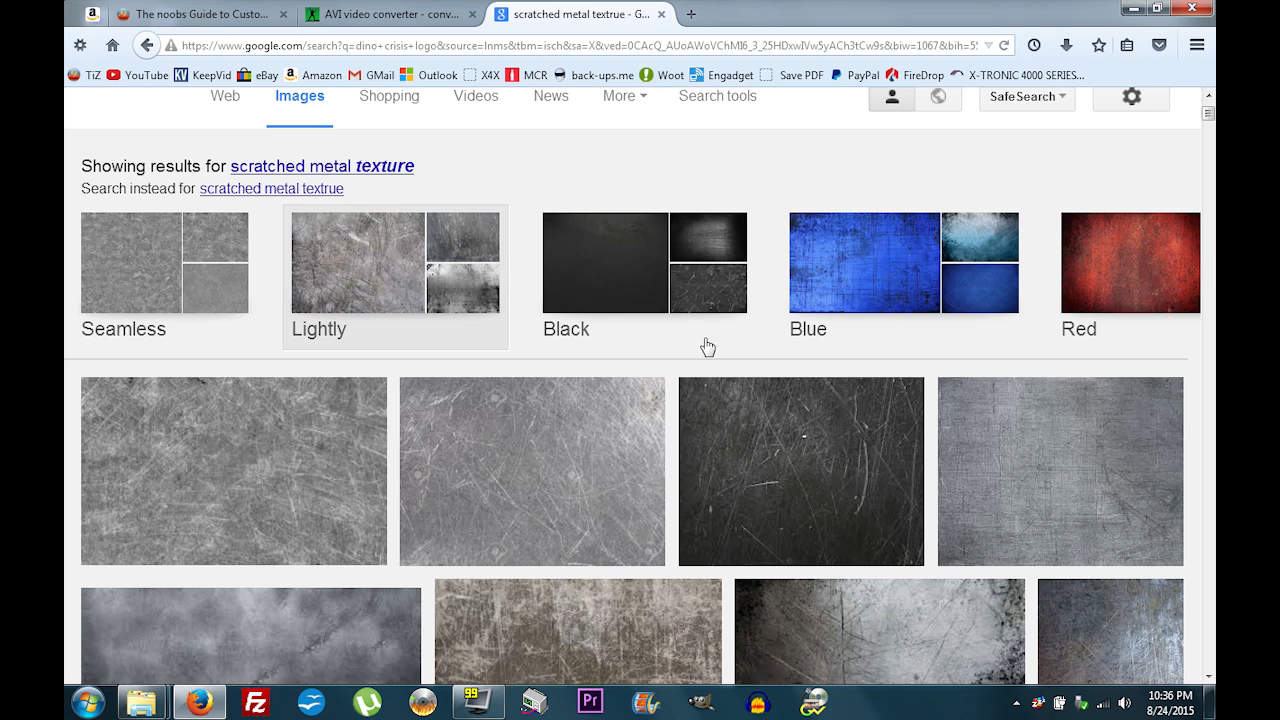 The noobs Guide to Custo...
AVI video converter - conv...
scratched metal textrue - G...
https://www.google.com/search?q=dino+crisis+logo&source=lnms&tbm=isch&sa=X&ved=0CAcQ_AUoAWoVChMI6_3_25HDxwIVw5yACh3tCw9s&biw=1067&bih=5
TiZ
YouTube
KeepVid
eBay
Amazon
GMail
Outlook
X4X
MCR
back-ups.me
Woot
Engadget
Save PDF
PayPal
FireDrop
X-TRONIC 4000 SERIES...
Web
Images
Shopping
Videos
News
More
Search tools
SafeSearch
Showing results for scratched metal texture
Search instead for scratched metal textrue
Seamless
Lightly
Black
Blue
Red
99
Pr
10:36 PM
8/24/2015